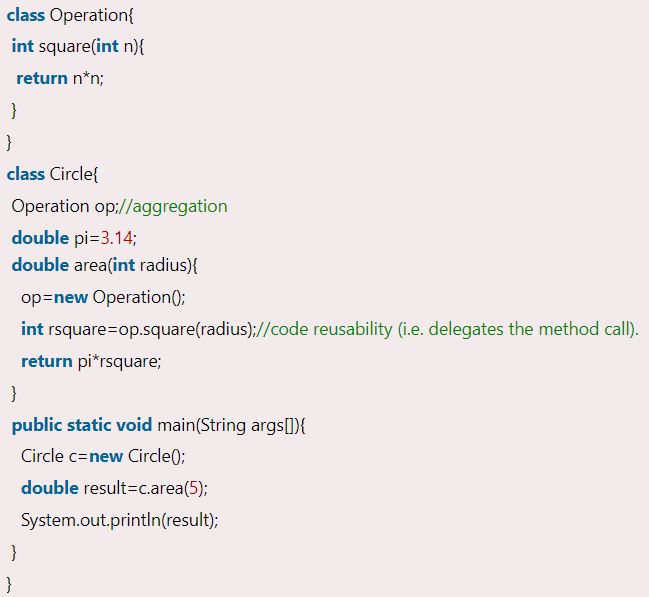 class Operation{
int square(int n){
return n*n;
}
}
class Circle{
Operation op;//aggregation
double pi=3.14;
double area(int radius){
op=new Operation();
int rsquare=op.square(radius);//code reusability (i.e. delegates the method call).
return pi*rsquare;
}
public static void main(String args[]){
Circle c=new Circle();
double result=c.area(5);
System.out.println(result);
}
}